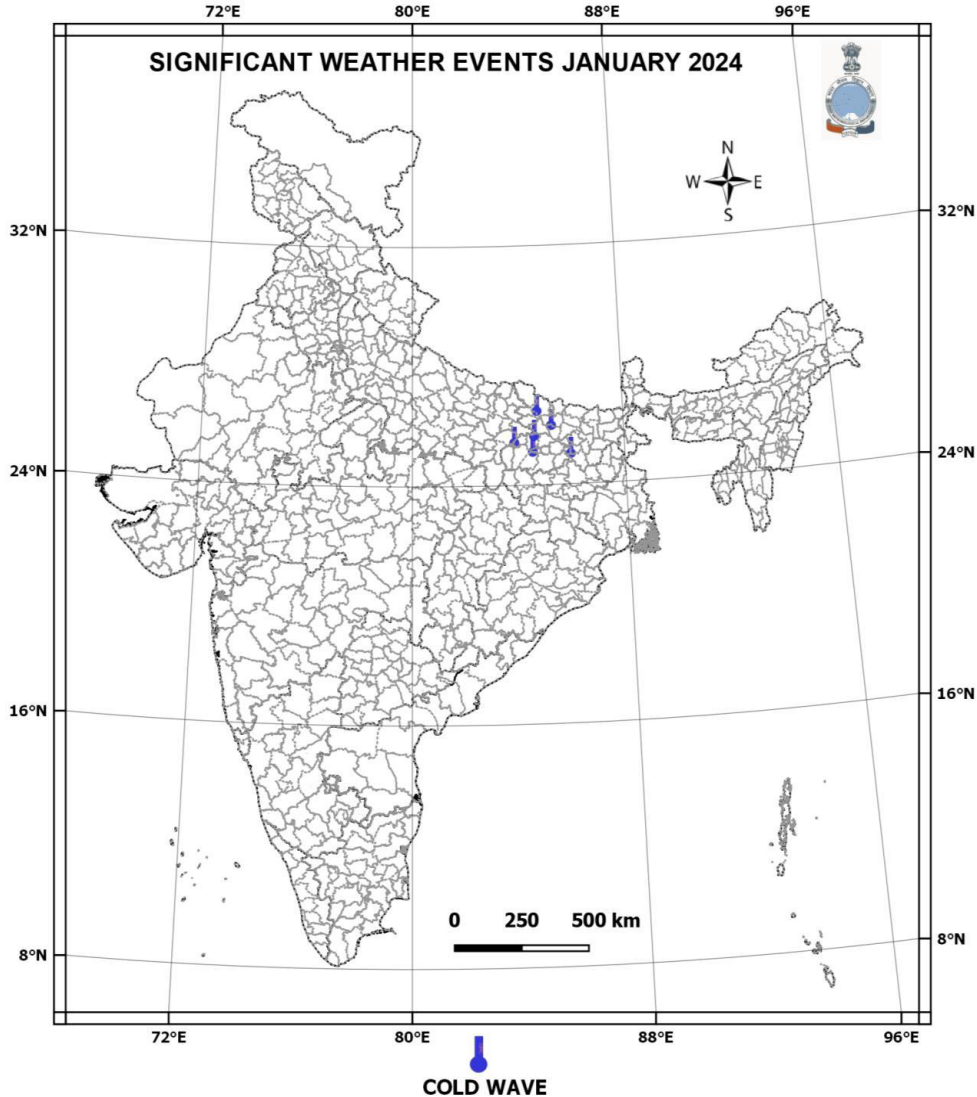 72°E 80°E 88°E 96°E
SIGNIFICANT WEATHER EVENTS JANUARY 2024
N
W E
S
32°N 32°N
24°N 24°N
16°N 16°N
0 250 500 km
8°N 8°N
72°E 80°E 88°E 96°E
COLD WAVE